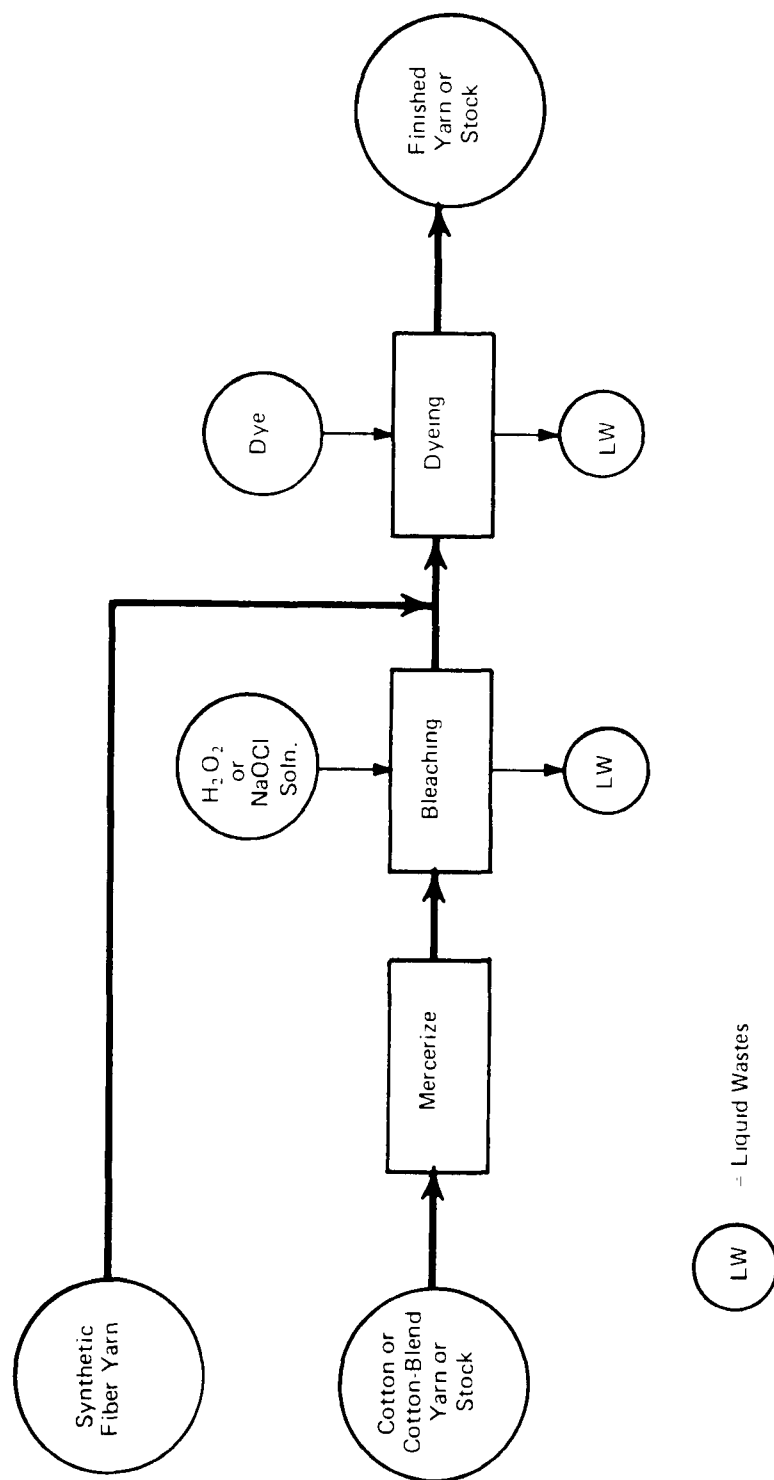 Synthetic
Fiber Yarn
Cotton or
Cotton-Blend
Yarn or
Stock
Mercerize
H₂O₂
or
NaOCl
Soln.
Bleaching
LW
Dye
Dyeing
LW
Finished
Yarn or
Stock
LW = Liquid Wastes